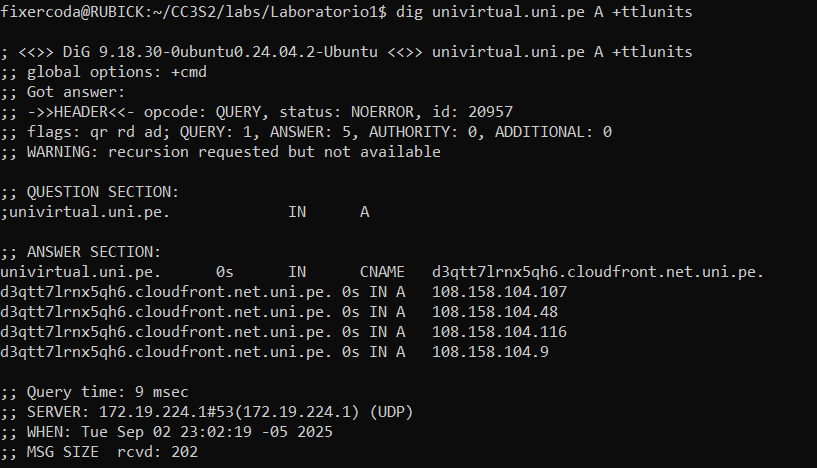 fixercoda@RUBICK:~/CC3S2/labs/Laboratorio1$ dig univirtual.uni.pe A +ttlunits
; <<>> DiG 9.18.30-0ubuntu0.24.04.2-Ubuntu <<>> univirtual.uni.pe A +ttlunits
;; global options: +cmd
;; Got answer:
;; ->>HEADER<<- opcode: QUERY, status: NOERROR, id: 20957
;; flags: qr rd ad; QUERY: 1, ANSWER: 5, AUTHORITY: 0, ADDITIONAL: 0
;; WARNING: recursion requested but not available
;; QUESTION SECTION:
;univirtual.uni.pe. IN A
;; ANSWER SECTION:
univirtual.uni.pe. 0s IN CNAME d3qtt7lrnx5qh6.cloudfront.net.uni.pe.
d3qtt7lrnx5qh6.cloudfront.net.uni.pe. 0s IN A 108.158.104.107
d3qtt7lrnx5qh6.cloudfront.net.uni.pe. 0s IN A 108.158.104.48
d3qtt7lrnx5qh6.cloudfront.net.uni.pe. 0s IN A 108.158.104.116
d3qtt7lrnx5qh6.cloudfront.net.uni.pe. 0s IN A 108.158.104.9
;; Query time: 9 msec
;; SERVER: 172.19.224.1#53(172.19.224.1) (UDP)
;; WHEN: Tue Sep 02 23:02:19 -05 2025
;; MSG SIZE rcvd: 202